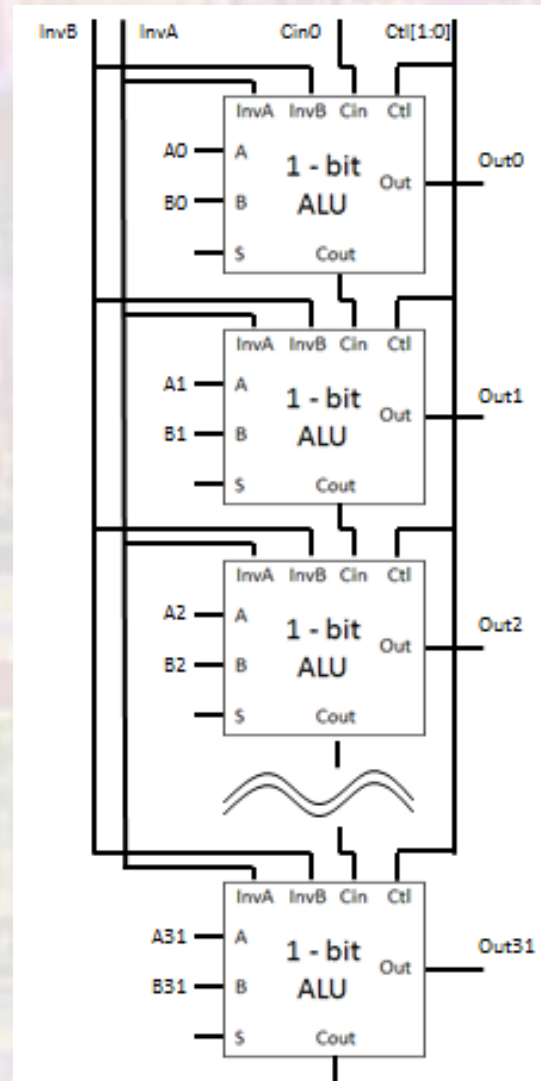 InvB InvA Cin0 Ctl[1:0]
InvA InvB Cin Ctl
A0 A 1 - bit Out Out0
B0 B ALU
S Cout
InvA InvB Cin Ctl
A1 A 1 - bit Out Out1
B1 B ALU
S Cout
InvA InvB Cin Ctl
A2 A 1 - bit Out Out2
B2 B ALU
S Cout
InvA InvB Cin Ctl
A31 A 1 - bit Out Out31
B31 B ALU
S Cout